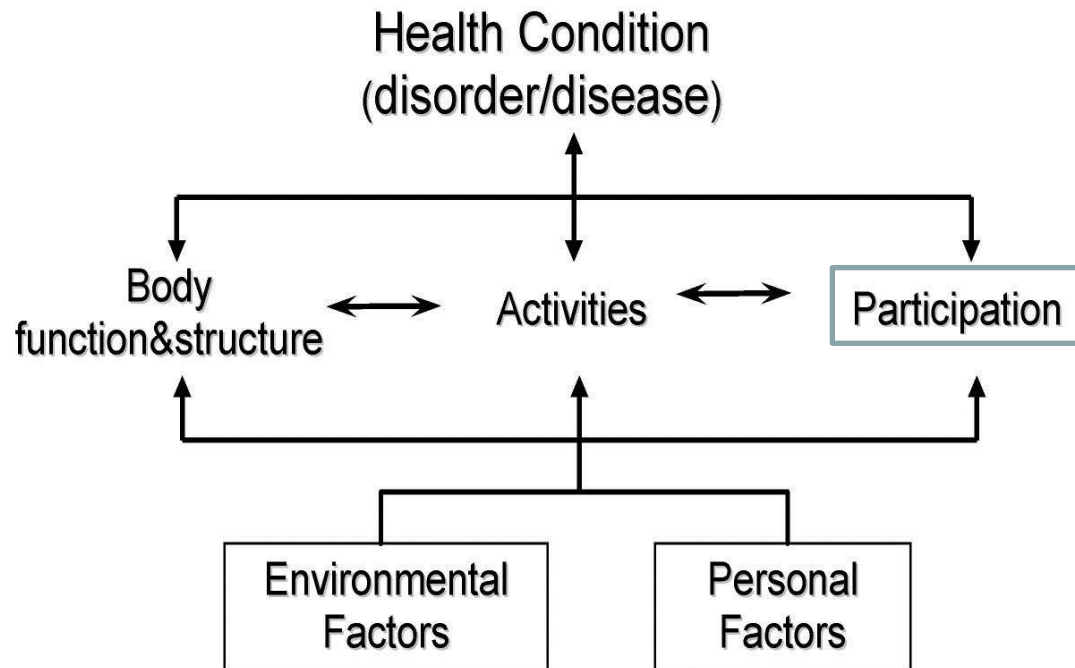 Health Condition
(disorder/disease)
Body
function&structure
Activities
Participation
Environmental
Factors
Personal
Factors